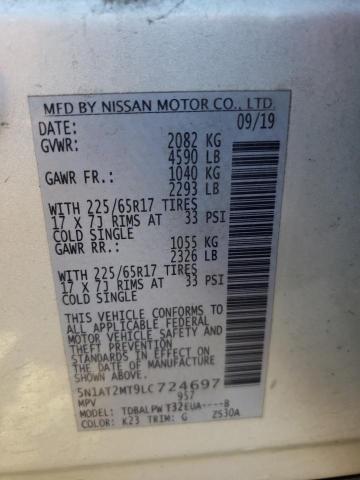 MFD BY NISSAN MOTOR CO., LTD.
DATE: 09/19
GVWR: 2082 KG
4590 LB
GAWR FR.: 1040 KG
2293 LB
WITH 225/65R17 TIRES
17 X 7J RIMS AT 33 PSI
COLD SINGLE
GAWR RR.: 1055 KG
2326 LB
WITH 225/65R17 TIRES
17 X 7J RIMS AT 33 PSI
COLD SINGLE
THIS VEHICLE CONFORMS TO
ALL APPLICABLE FEDERAL
MOTOR VEHICLE SAFETY
THEFT PREVENTION
STANDARDS IN EFFECT ON
THE DATE OF MANUFACTURE
SHOWN ABOVE.
5N1AT2MT9LC724697
MPV 957
MODEL: TDBALPW T32EUA----B
COLOR: K23 TRIM: G ZS30A